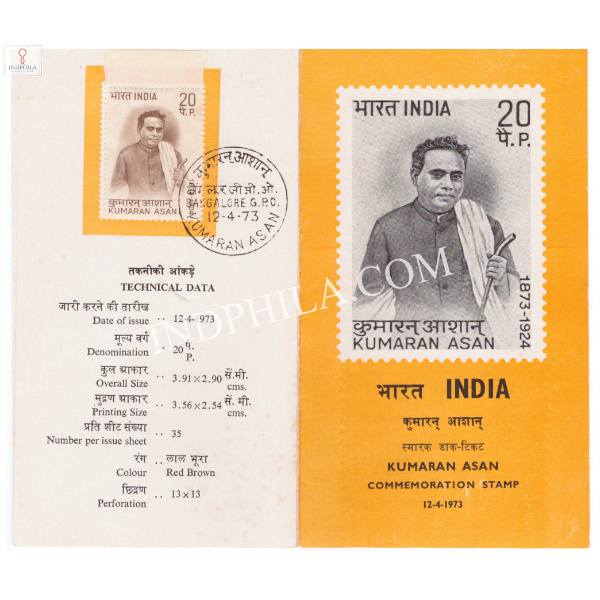 INDPHILA
भारत INDIA 20 पै. P.
कुमारन् आशान्
KUMARAN ASAN
कुमारन् आशान्
बेंगलूर जी.पी.ओ.
BANGALORE G.P.O.
12-4-73
KUMARAN ASAN
तकनीकी आंकड़े
TECHNICAL DATA
जारी करने की तारीख
Date of issue .. 12-4-1973
मूल्य वर्ग
Denomination .. 20 पै. P.
कुल आकार
Overall Size .. 3.91×2.90 सें.मी. cms.
मुद्रण आकार
Printing Size .. 3.56×2.54 सें. मी. cms.
प्रति शीट संख्या
Number per issue sheet .. 35
रंग .. लाल भूरा
Colour Red Brown
छिद्रण
Perforation .. 13×13
भारत INDIA 20 पै. P.
1873-1924
कुमारन् आशान्
KUMARAN ASAN
भारत INDIA
कुमारन् आशान्
स्मारक डाक-टिकट
KUMARAN ASAN
COMMEMORATION STAMP
12-4-1973
INDPHILA.COM